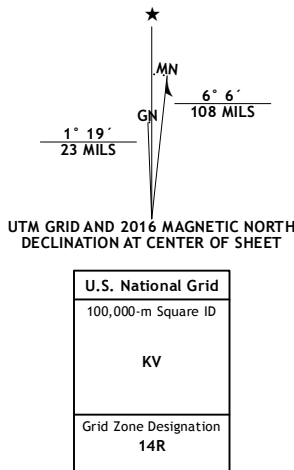 MN
GN
6° 6´
108 MILS
1° 19´
23 MILS
UTM GRID AND 2016 MAGNETIC NORTH
DECLINATION AT CENTER OF SHEET
U.S. National Grid
100,000-m Square ID
KV
Grid Zone Designation
14R